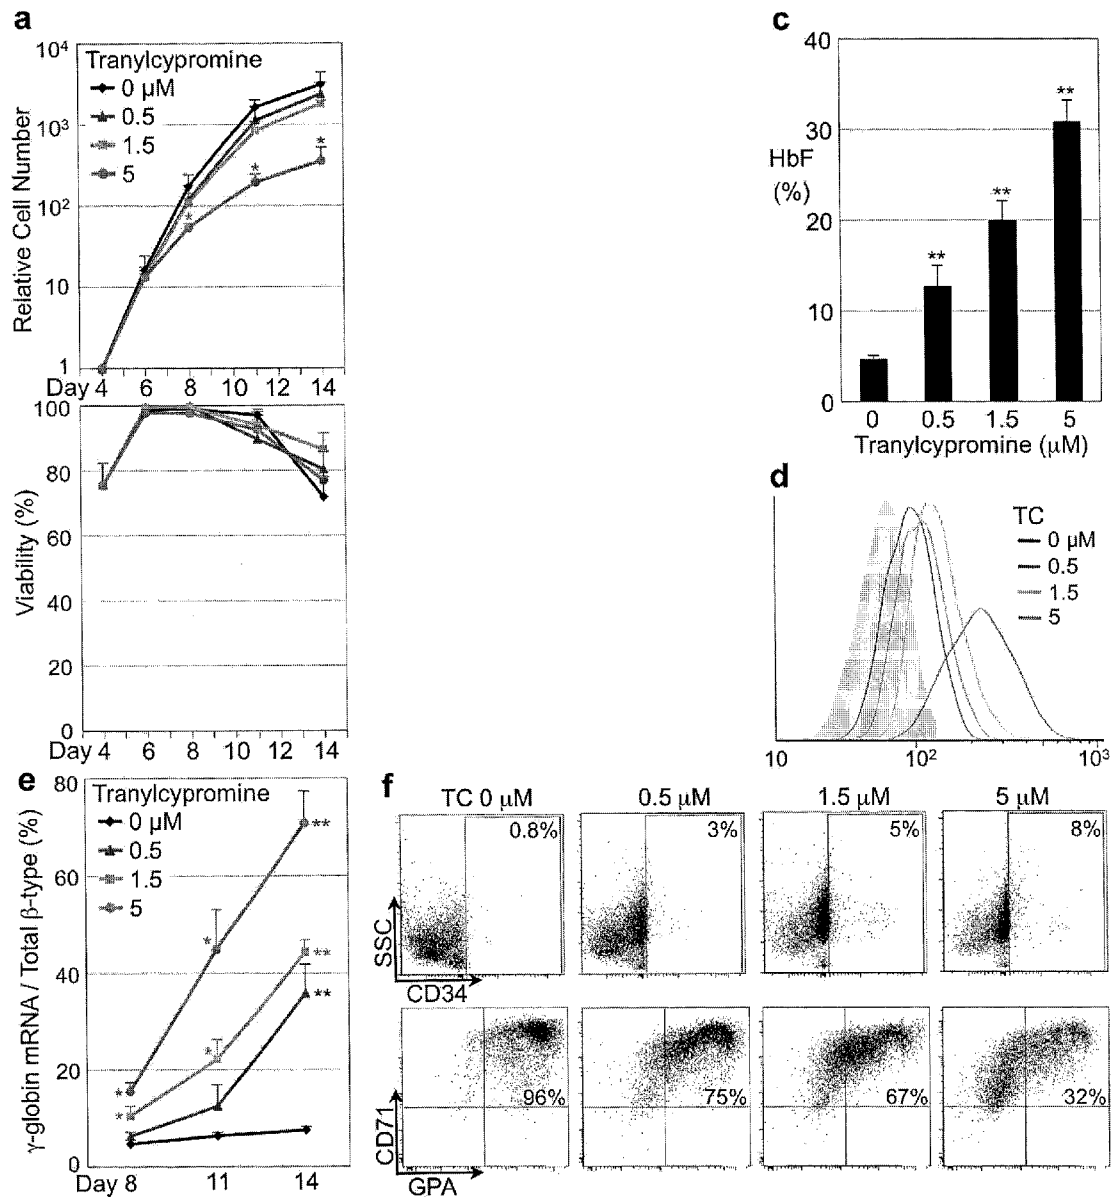 a
Tranylcypromine
0 µM
0.5
1.5
5
Relative Cell Number
10⁴
10³
10²
10
1
Day 4 6 8 10 12 14
*
*
*
Viability (%)
100
80
60
40
20
0
Day 4 6 8 10 12 14
c
HbF
(%)
40
30
20
10
0
**
**
**
0 0.5 1.5 5
Tranylcypromine (µM)
d
TC
0 µM
0.5
1.5
5
10 10² 10³
e
Tranylcypromine
0 µM
0.5
1.5
5
γ-globin mRNA / Total β-type (%)
80
60
40
20
0
*
*
*
*
**
**
**
Day 8 11 14
f
TC 0 µM 0.5 µM 1.5 µM 5 µM
0.8% 3% 5% 8%
SSC
CD34
96% 75% 67% 32%
CD71
GPA